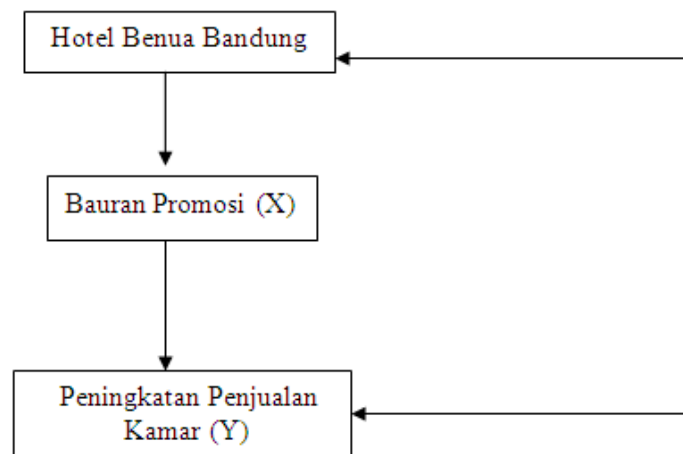 Hotel Benua Bandung
Bauran Promosi (X)
Peningkatan Penjualan
Kamar (Y)